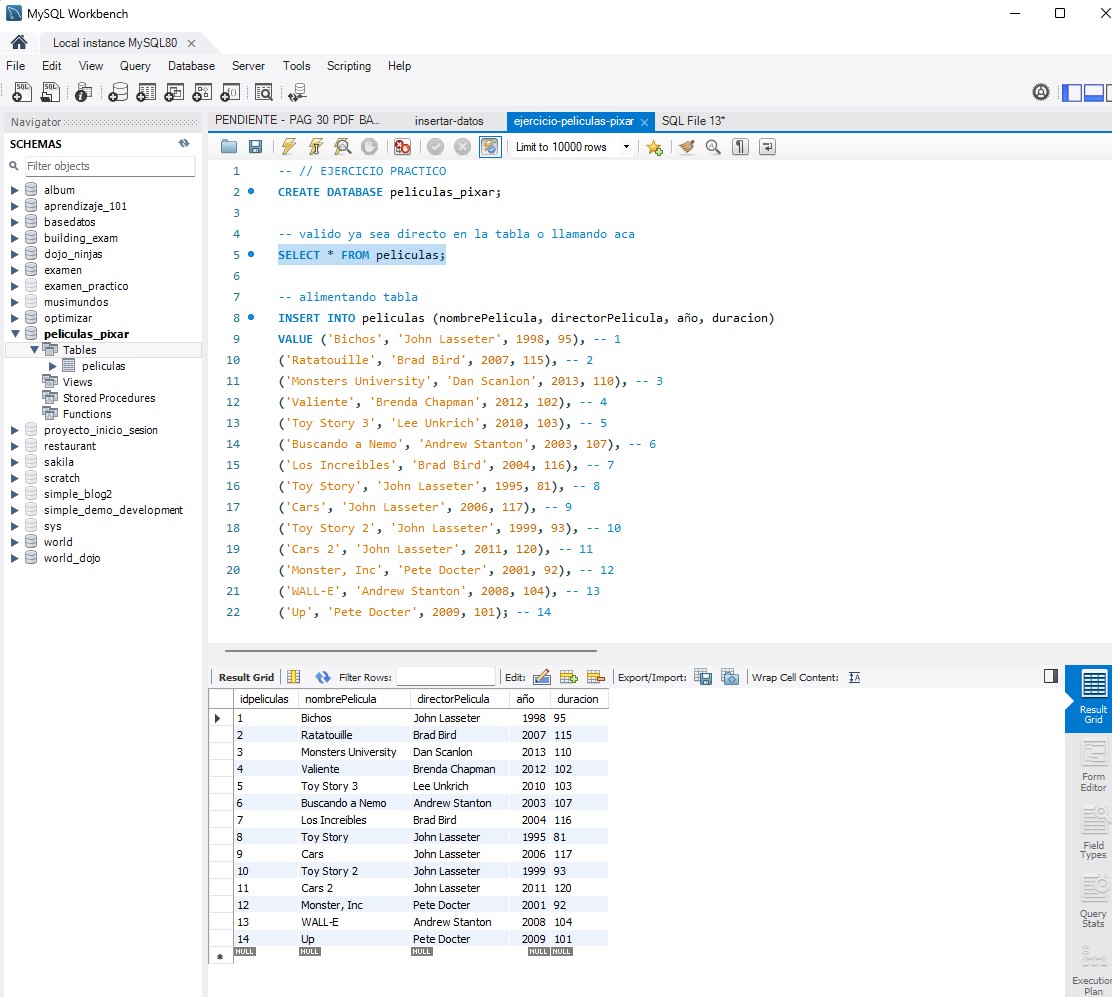 MySQL Workbench
Local instance MySQL80
File Edit View Query Database Server Tools Scripting Help
Navigator
SCHEMAS
Filter objects
album
aprendizaje_101
basedatos
building_exam
dojo_ninjas
examen
examen_practico
musimundos
optimizar
peliculas_pixar
Tables
peliculas
Views
Stored Procedures
Functions
proyecto_inicio_sesion
restaurant
sakila
scratch
simple_blog2
simple_demo_development
sys
world
world_dojo
PENDIENTE - PAG 30 PDF BA... insertar-datos ejercicio-peliculas-pixar SQL File 13*
Limit to 10000 rows
1 -- // EJERCICIO PRACTICO
2 CREATE DATABASE peliculas_pixar;
3
4 -- valido ya sea directo en la tabla o llamando aca
5 SELECT * FROM peliculas;
6
7 -- alimentando tabla
8 INSERT INTO peliculas (nombrePelicula, directorPelicula, año, duracion)
9 VALUE ('Bichos', 'John Lasseter', 1998, 95), -- 1
10 ('Ratatouille', 'Brad Bird', 2007, 115), -- 2
11 ('Monsters University', 'Dan Scanlon', 2013, 110), -- 3
12 ('Valiente', 'Brenda Chapman', 2012, 102), -- 4
13 ('Toy Story 3', 'Lee Unkrich', 2010, 103), -- 5
14 ('Buscando a Nemo', 'Andrew Stanton', 2003, 107), -- 6
15 ('Los Increibles', 'Brad Bird', 2004, 116), -- 7
16 ('Toy Story', 'John Lasseter', 1995, 81), -- 8
17 ('Cars', 'John Lasseter', 2006, 117), -- 9
18 ('Toy Story 2', 'John Lasseter', 1999, 93), -- 10
19 ('Cars 2', 'John Lasseter', 2011, 120), -- 11
20 ('Monster, Inc', 'Pete Docter', 2001, 92), -- 12
21 ('WALL-E', 'Andrew Stanton', 2008, 104), -- 13
22 ('Up', 'Pete Docter', 2009, 101); -- 14
Result Grid Filter Rows: Edit: Export/Import: Wrap Cell Content:
idpeliculas nombrePelicula directorPelicula año duracion
1 Bichos John Lasseter 1998 95
2 Ratatouille Brad Bird 2007 115
3 Monsters University Dan Scanlon 2013 110
4 Valiente Brenda Chapman 2012 102
5 Toy Story 3 Lee Unkrich 2010 103
6 Buscando a Nemo Andrew Stanton 2003 107
7 Los Increibles Brad Bird 2004 116
8 Toy Story John Lasseter 1995 81
9 Cars John Lasseter 2006 117
10 Toy Story 2 John Lasseter 1999 93
11 Cars 2 John Lasseter 2011 120
12 Monster, Inc Pete Docter 2001 92
13 WALL-E Andrew Stanton 2008 104
14 Up Pete Docter 2009 101
NULL NULL NULL NULL NULL
Result
Grid
Form
Editor
Field
Types
Query
Stats
Executio
Plan